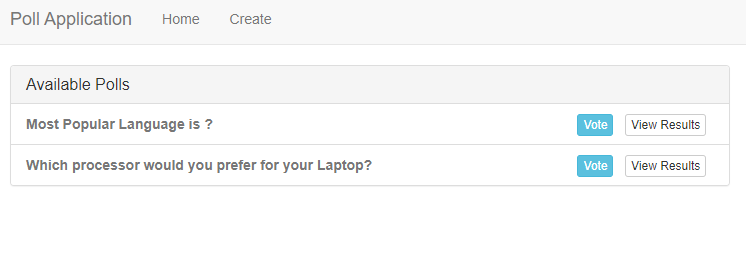 Poll Application Home Create
Available Polls
Most Popular Language is ? Vote View Results
Which processor would you prefer for your Laptop? Vote View Results